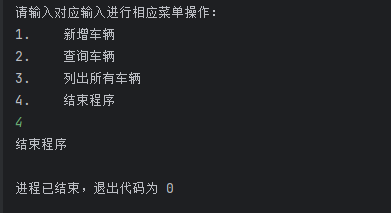 请输入对应输入进行相应菜单操作:
1.    新增车辆
2.    查询车辆
3.    列出所有车辆
4.    结束程序
4
结束程序
进程已结束，退出代码为 0